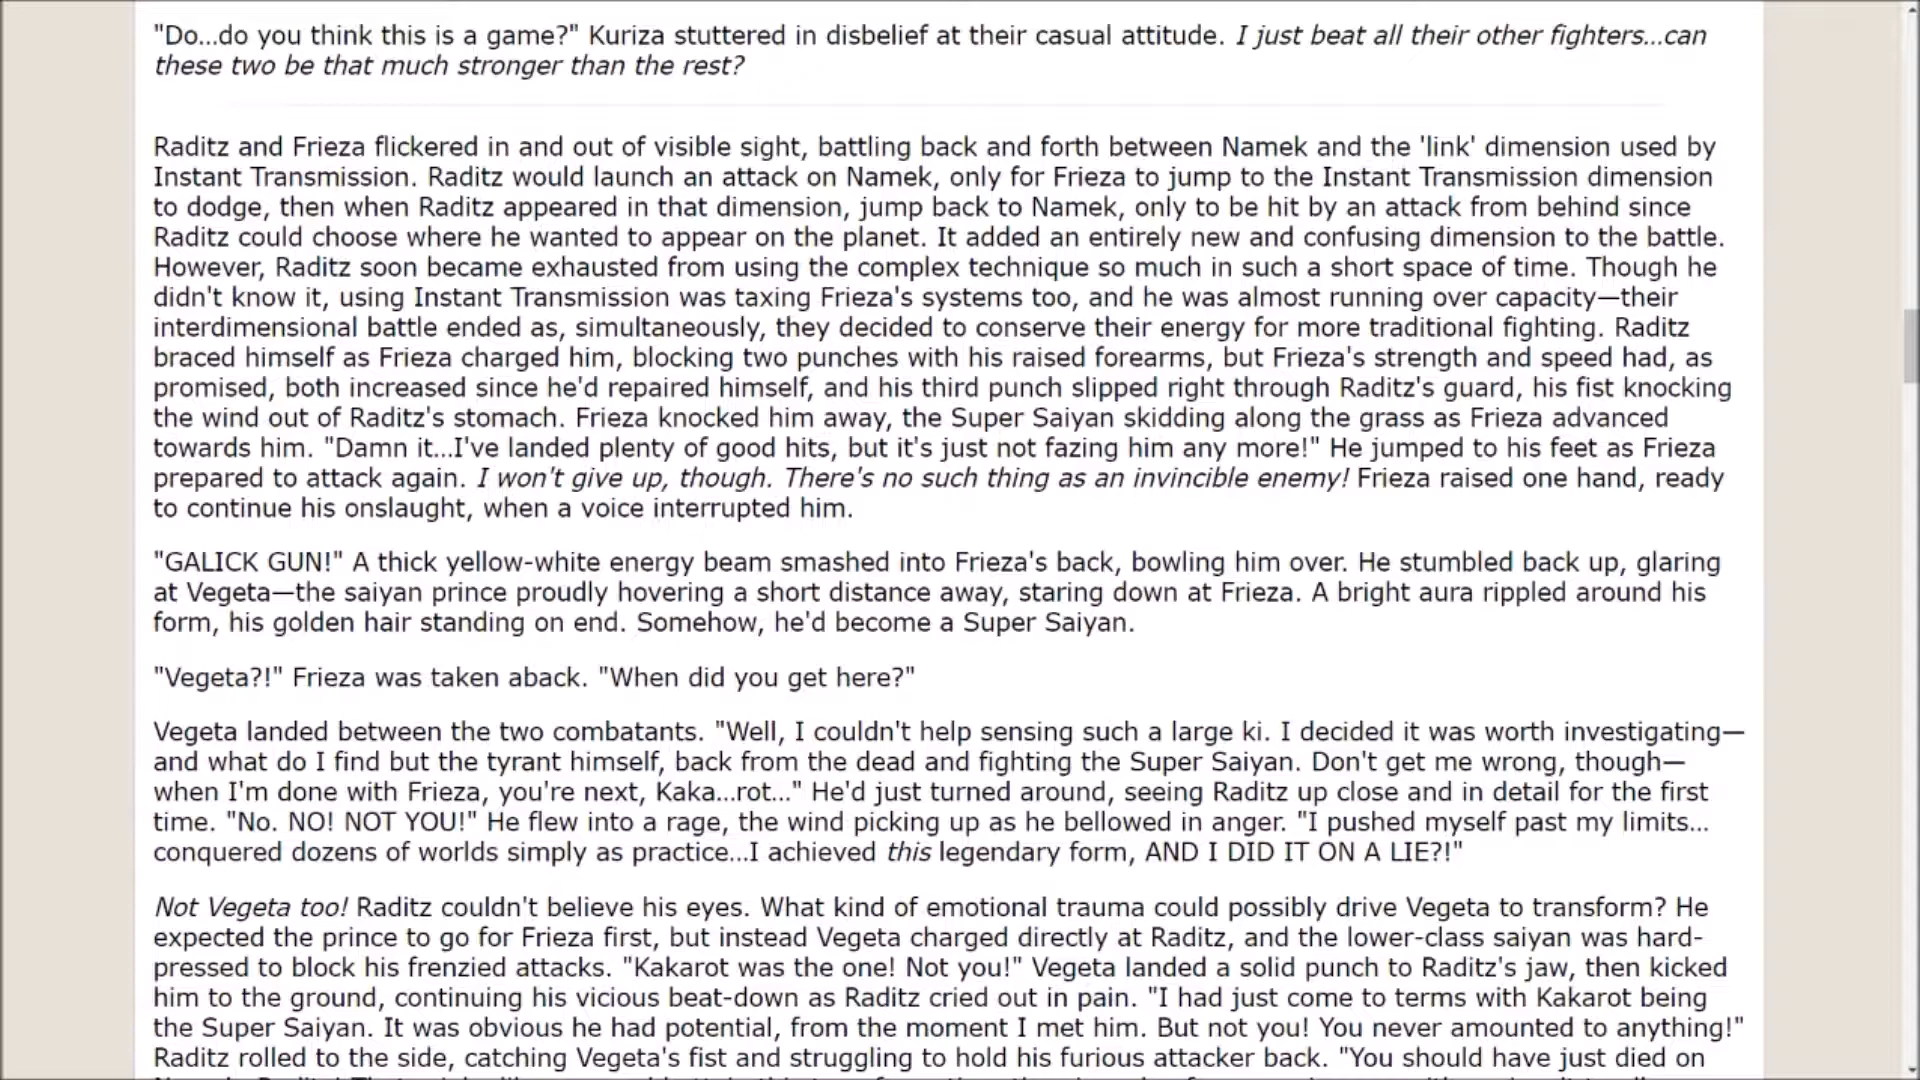 "Do...do you think this is a game?" Kuriza stuttered in disbelief at their casual attitude. I just beat all their other fighters...can
these two be that much stronger than the rest?
Raditz and Frieza flickered in and out of visible sight, battling back and forth between Namek and the 'link' dimension used by
Instant Transmission. Raditz would launch an attack on Namek, only for Frieza to jump to the Instant Transmission dimension
to dodge, then when Raditz appeared in that dimension, jump back to Namek, only to be hit by an attack from behind since
Raditz could choose where he wanted to appear on the planet. It added an entirely new and confusing dimension to the battle.
However, Raditz soon became exhausted from using the complex technique so much in such a short space of time. Though he
didn't know it, using Instant Transmission was taxing Frieza's systems too, and he was almost running over capacity—their
interdimensional battle ended as, simultaneously, they decided to conserve their energy for more traditional fighting. Raditz
braced himself as Frieza charged him, blocking two punches with his raised forearms, but Frieza's strength and speed had, as
promised, both increased since he'd repaired himself, and his third punch slipped right through Raditz's guard, his fist knocking
the wind out of Raditz's stomach. Frieza knocked him away, the Super Saiyan skidding along the grass as Frieza advanced
towards him. "Damn it...I've landed plenty of good hits, but it's just not fazing him any more!" He jumped to his feet as Frieza
prepared to attack again. I won't give up, though. There's no such thing as an invincible enemy! Frieza raised one hand, ready
to continue his onslaught, when a voice interrupted him.
"GALICK GUN!" A thick yellow-white energy beam smashed into Frieza's back, bowling him over. He stumbled back up, glaring
at Vegeta—the saiyan prince proudly hovering a short distance away, staring down at Frieza. A bright aura rippled around his
form, his golden hair standing on end. Somehow, he'd become a Super Saiyan.
"Vegeta?!" Frieza was taken aback. "When did you get here?"
Vegeta landed between the two combatants. "Well, I couldn't help sensing such a large ki. I decided it was worth investigating—
and what do I find but the tyrant himself, back from the dead and fighting the Super Saiyan. Don't get me wrong, though—
when I'm done with Frieza, you're next, Kaka...rot..." He'd just turned around, seeing Raditz up close and in detail for the first
time. "No. NO! NOT YOU!" He flew into a rage, the wind picking up as he bellowed in anger. "I pushed myself past my limits...
conquered dozens of worlds simply as practice...I achieved this legendary form, AND I DID IT ON A LIE?!"
Not Vegeta too! Raditz couldn't believe his eyes. What kind of emotional trauma could possibly drive Vegeta to transform? He
expected the prince to go for Frieza first, but instead Vegeta charged directly at Raditz, and the lower-class saiyan was hard-
pressed to block his frenzied attacks. "Kakarot was the one! Not you!" Vegeta landed a solid punch to Raditz's jaw, then kicked
him to the ground, continuing his vicious beat-down as Raditz cried out in pain. "I had just come to terms with Kakarot being
the Super Saiyan. It was obvious he had potential, from the moment I met him. But not you! You never amounted to anything!"
Raditz rolled to the side, catching Vegeta's fist and struggling to hold his furious attacker back. "You should have just died on